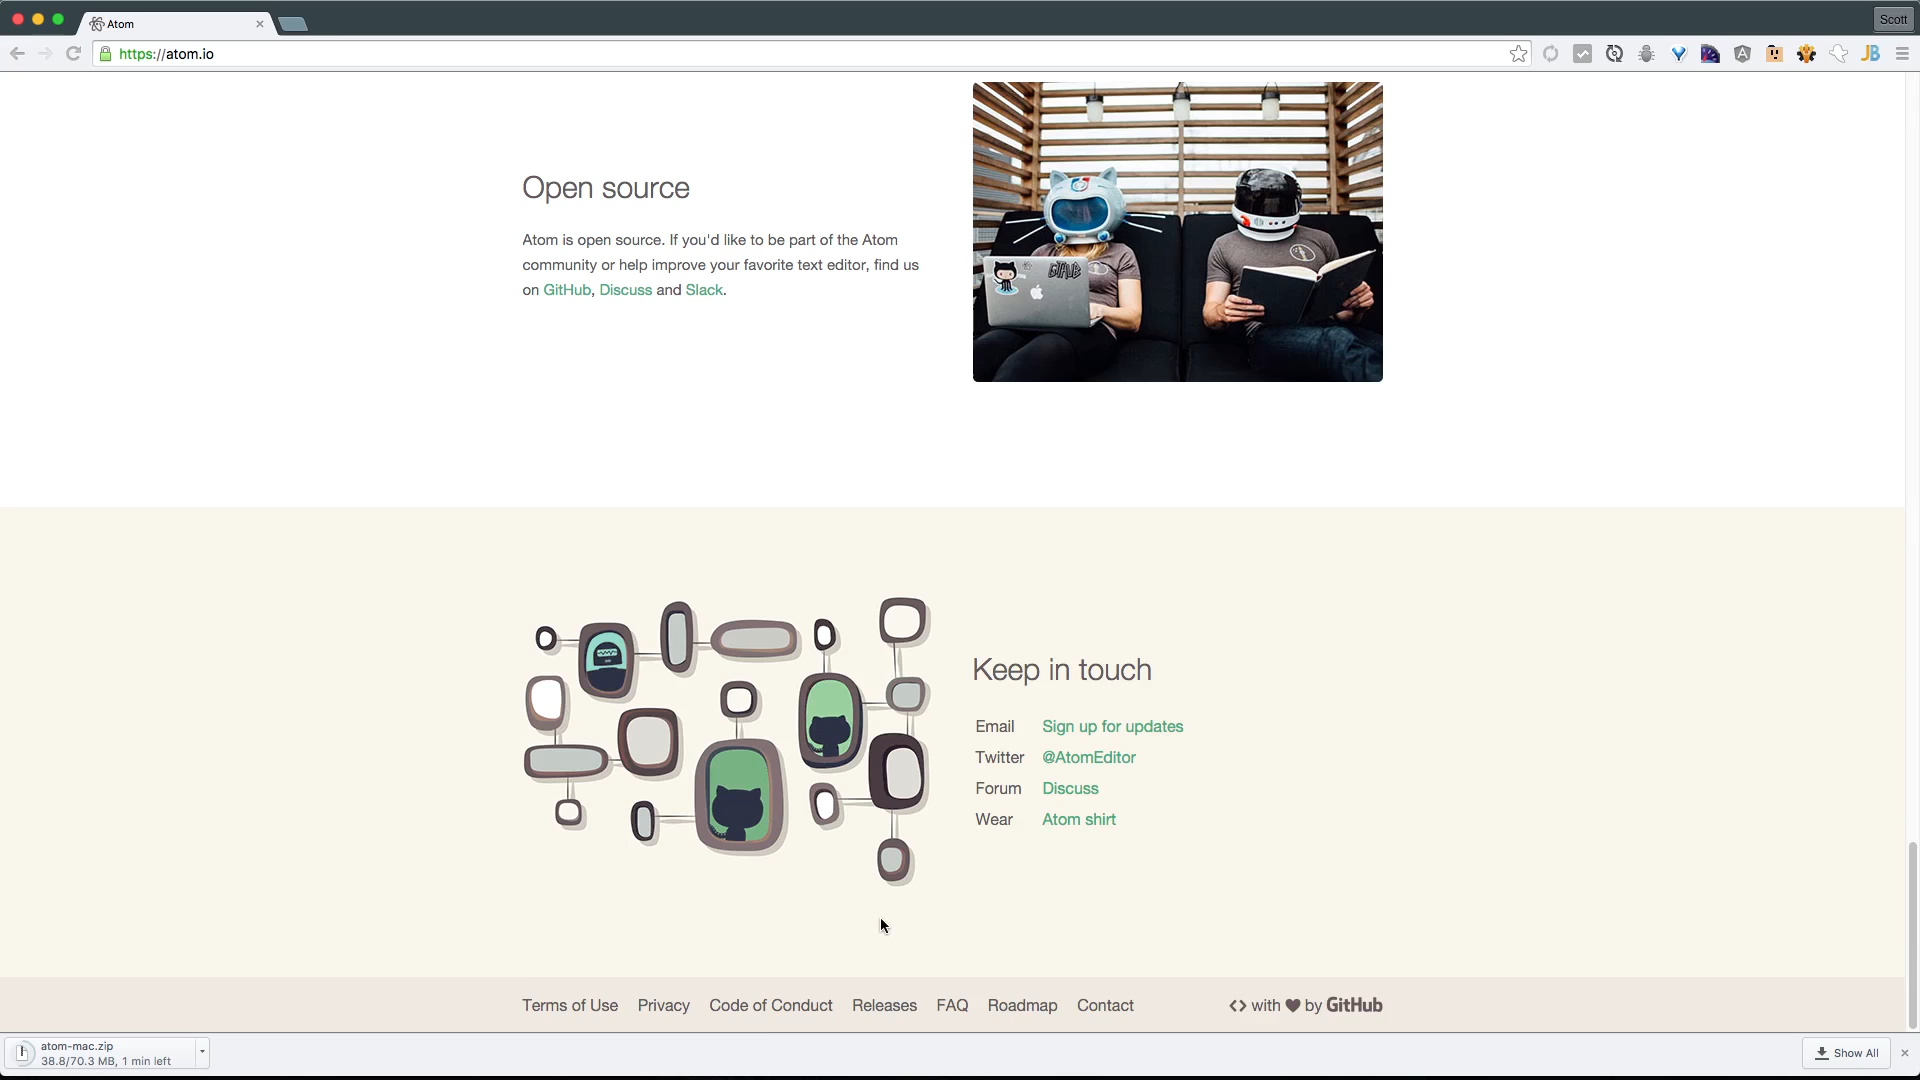 Atom
Scott
https://atom.io
JB
Open source
Atom is open source. If you'd like to be part of the Atom
community or help improve your favorite text editor, find us
on GitHub, Discuss and Slack.
Keep in touch
Email Sign up for updates
Twitter @AtomEditor
Forum Discuss
Wear Atom shirt
Terms of Use Privacy Code of Conduct Releases FAQ Roadmap Contact <> with ♥ by GitHub
atom-mac.zip
38.8/70.3 MB, 1 min left
Show All